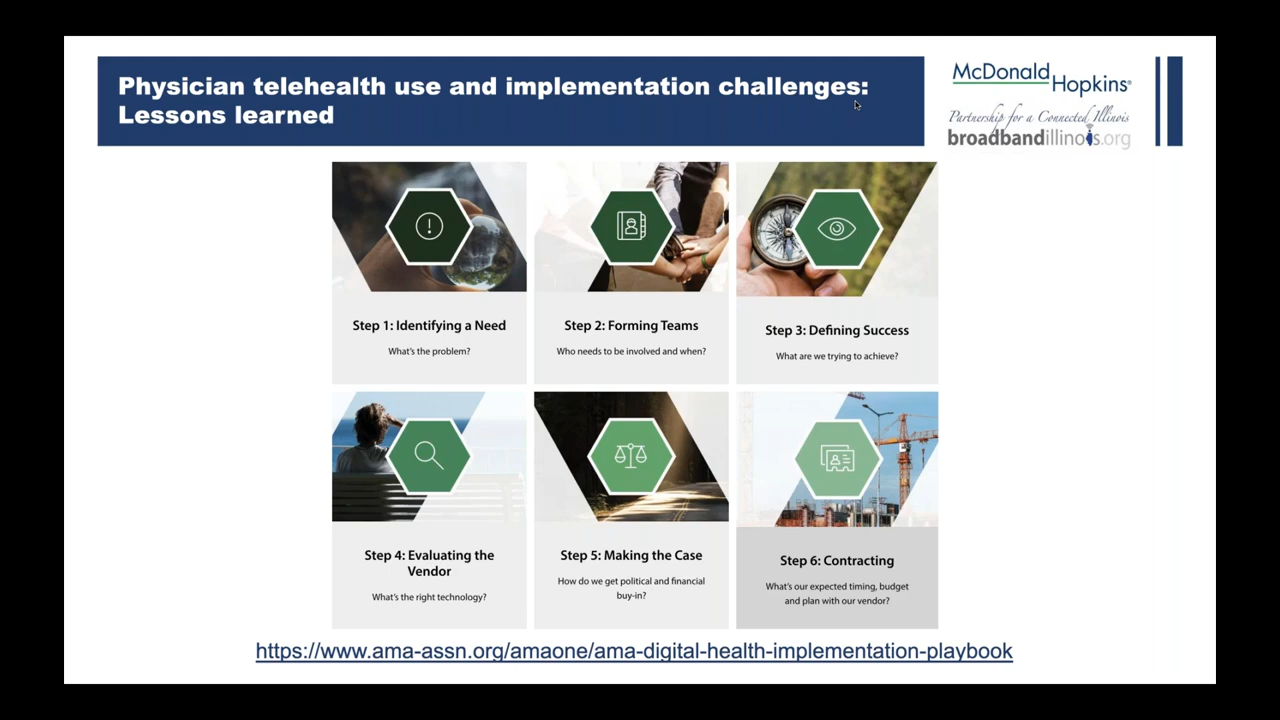 Physician telehealth use and implementation challenges:
Lessons learned
McDonald
Hopkins®
Partnership for a Connected Illinois
broadbandillinois.org
Step 1: Identifying a Need
What's the problem?
Step 2: Forming Teams
Who needs to be involved and when?
Step 3: Defining Success
What are we trying to achieve?
Step 4: Evaluating the
Vendor
What's the right technology?
Step 5: Making the Case
How do we get political and financial
buy-in?
Step 6: Contracting
What's our expected timing, budget
and plan with our vendor?
https://www.ama-assn.org/amaone/ama-digital-health-implementation-playbook